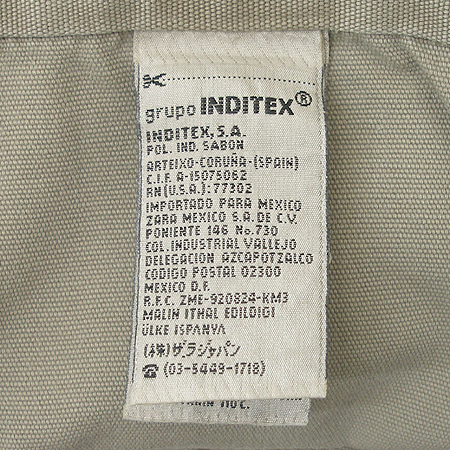 grupo INDITEX®
INDITEX, S.A.
POL. IND. SABON
ARTEIXO-CORUÑA-(SPAIN)
C.I.F. A-15075062
RN(U.S.A.):77302
IMPORTADO PARA MEXICO
ZARA MEXICO S.A. DE C.V.
PONIENTE 146 No.730
COL. INDUSTRIAL VALLEJO
DELEGACION AZCAPOTZALCO
CODIGO POSTAL 02300
MEXICO D.F.
R.F.C. ZME-920824-KM3
MALIN ITHAL EDILDIGI
ÜLKE ISPANYA
(株)ザラジャパン
☎ (03-5449-1718)
110°C.